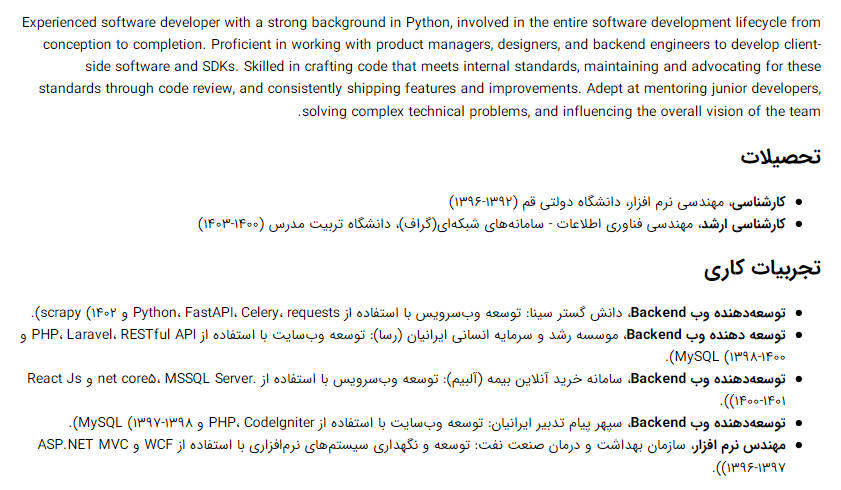 Experienced software developer with a strong background in Python, involved in the entire software development lifecycle from
conception to completion. Proficient in working with product managers, designers, and backend engineers to develop client-
side software and SDKs. Skilled in crafting code that meets internal standards, maintaining and advocating for these
standards through code review, and consistently shipping features and improvements. Adept at mentoring junior developers,
solving complex technical problems, and influencing the overall vision of the team.
تحصیلات
• کارشناسی، مهندسی نرم افزار، دانشگاه دولتی قم (۱۳۹۲-۱۳۹۶)
• کارشناسی ارشد، مهندسی فناوری اطلاعات - سامانه‌های شبکه‌ای(گراف)، دانشگاه تربیت مدرس (۱۴۰۰-۱۴۰۳)
تجربیات کاری
• توسعه‌دهنده وب Backend، دانش گستر سینا: توسعه وب‌سرویس با استفاده از Python، FastAPI، Celery، requests و scrapy (۱۴۰۲).
• توسعه دهنده وب Backend، موسسه رشد و سرمایه انسانی ایرانیان (رسا): توسعه وب‌سایت با استفاده از PHP، Laravel، RESTful API و
MySQL (۱۳۹۸-۱۴۰۰).
• توسعه‌دهنده وب Backend، سامانه خرید آنلاین بیمه (آلبیم): توسعه وب‌سرویس با استفاده از .net core۵، MSSQL Server و React Js
(۱۴۰۰-۱۴۰۱)).
• توسعه‌دهنده وب Backend، سپهر پیام تدبیر ایرانیان: توسعه وب‌سایت با استفاده از PHP، CodeIgniter و MySQL (۱۳۹۷-۱۳۹۸).
• مهندس نرم افزار، سازمان بهداشت و درمان صنعت نفت: توسعه و نگهداری سیستم‌های نرم‌افزاری با استفاده از WCF و ASP.NET MVC
(۱۳۹۶-۱۳۹۷)).